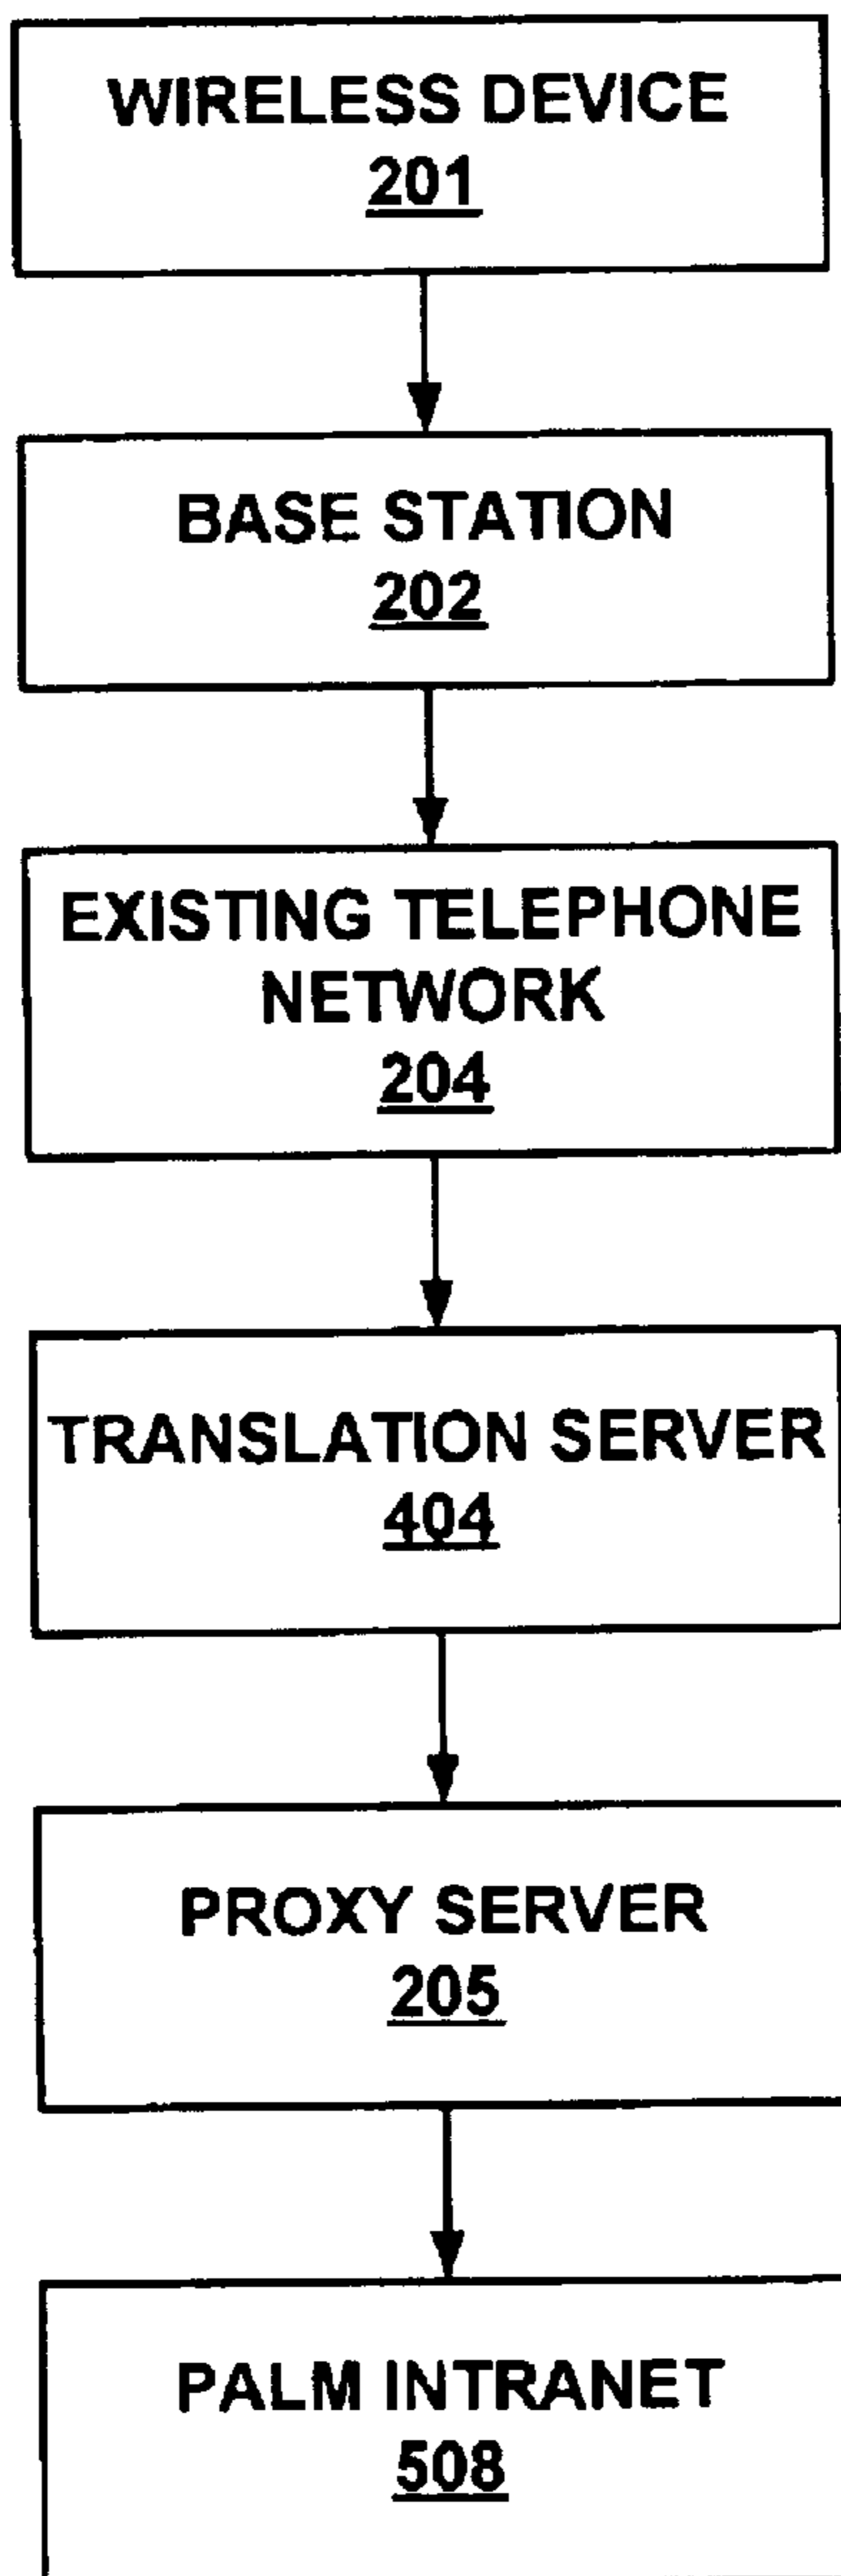 WIRELESS DEVICE
201
BASE STATION
202
EXISTING TELEPHONE
NETWORK
204
TRANSLATION SERVER
404
PROXY SERVER
205
PALM INTRANET
508